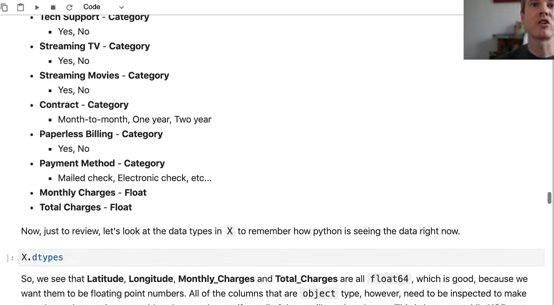 Code
Tech Support - Category
Yes, No
Streaming TV - Category
Yes, No
Streaming Movies - Category
Yes, No
Contract - Category
Month-to-month, One year, Two year
Paperless Billing - Category
Yes, No
Payment Method - Category
Mailed check, Electronic check, etc...
Monthly Charges - Float
Total Charges - Float
Now, just to review, let's look at the data types in X to remember how python is seeing the data right now.
]: X.dtypes
So, we see that Latitude, Longitude, Monthly_Charges and Total_Charges are all float64, which is good, because we
want them to be floating point numbers. All of the columns that are object type, however, need to be inspected to make